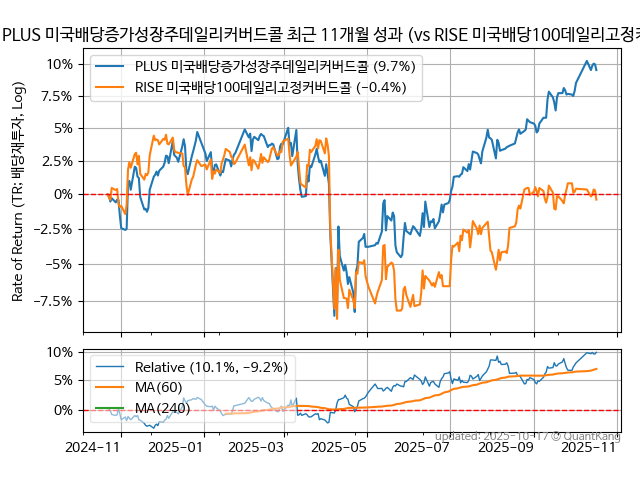 PLUS 미국배당증가성장주데일리커버드콜 최근 11개월 성과 (vs RISE 미국배당100데일리고정커
Rate of Return (TR: 배당재투자, Log)
10%
7.5%
5%
2.5%
0%
−2.5%
−5%
−7.5%
PLUS 미국배당증가성장주데일리커버드콜 (9.7%)
RISE 미국배당100데일리고정커버드콜 (−0.4%)
10%
5%
0%
Relative (10.1%, −9.2%)
MA(60)
MA(240)
updated: 2025-10-17 © QuantKang
2024−11 2025−01 2025−03 2025−05 2025−07 2025−09 2025−11